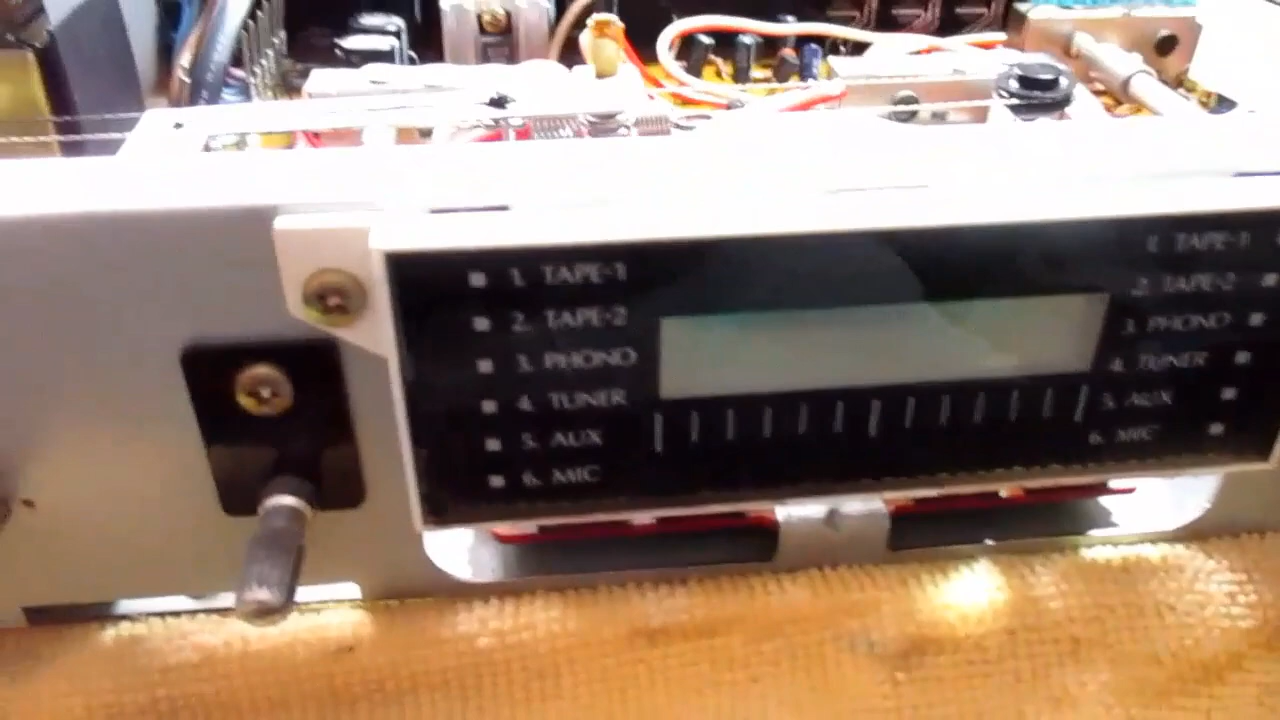 1. TAPE-1
2. TAPE-2
3. PHONO
4. TUNER
5. AUX
6. MIC
1. TAPE-1
2. TAPE-2
3. PHONO
4. TUNER
5. AUX
6. MIC